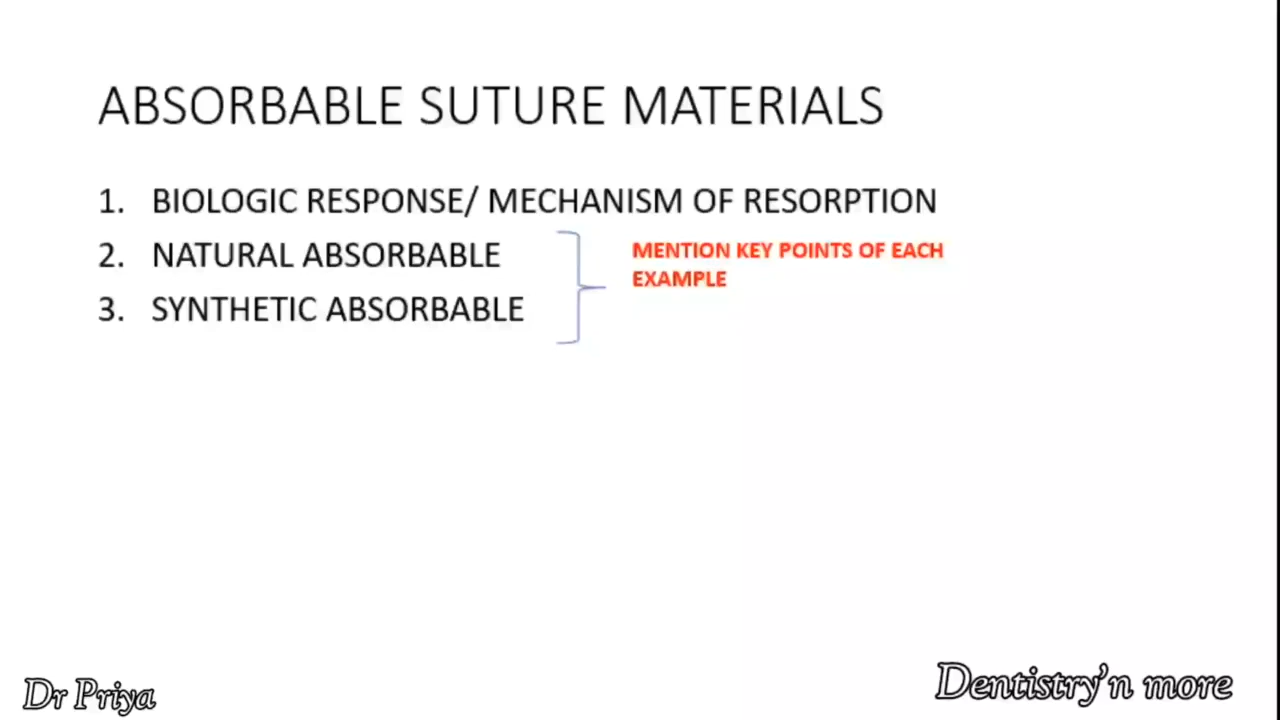 ABSORBABLE SUTURE MATERIALS
1. BIOLOGIC RESPONSE/ MECHANISM OF RESORPTION
2. NATURAL ABSORBABLE
3. SYNTHETIC ABSORBABLE
MENTION KEY POINTS OF EACH
EXAMPLE
Dr Priya
Dentistry'n more